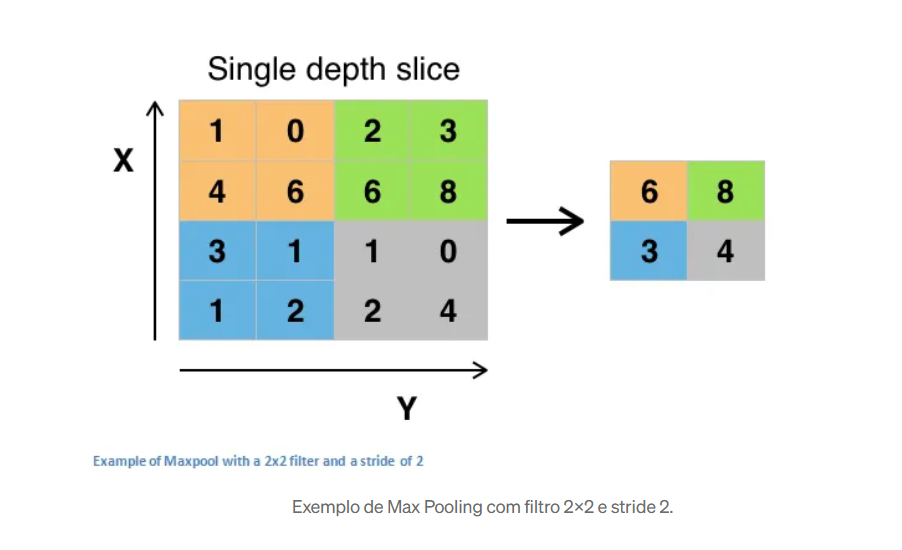 Single depth slice
X
1 0 2 3
4 6 6 8
3 1 1 0
1 2 2 4
6 8
3 4
Y
Example of Maxpool with a 2x2 filter and a stride of 2
Exemplo de Max Pooling com filtro 2×2 e stride 2.